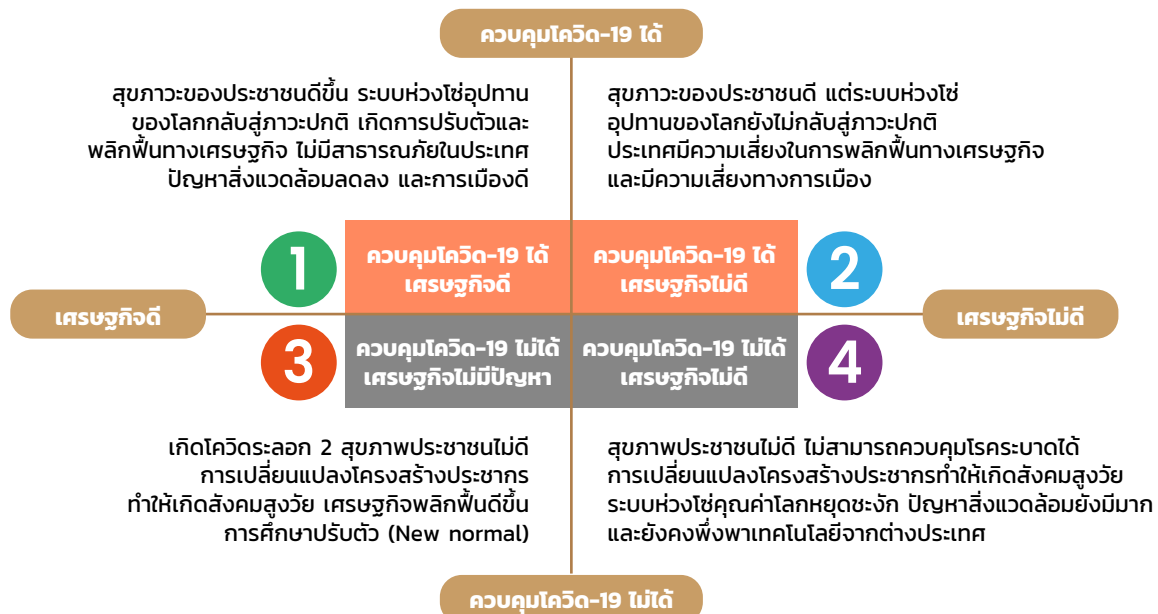 ควบคุมโควิด-19 ได้
สุขภาวะของประชาชนดีขึ้น ระบบห่วงโซ่อุปทาน
ของโลกกลับสู่ภาวะปกติ เกิดการปรับตัวและ
พลิกฟื้นทางเศรษฐกิจ ไม่มีสาธารณภัยในประเทศ
ปัญหาสิ่งแวดล้อมลดลง และการเมืองดี
สุขภาวะของประชาชนดี แต่ระบบห่วงโซ่
อุปทานของโลกยังไม่กลับสู่ภาวะปกติ
ประเทศมีความเสี่ยงในการพลิกฟื้นทางเศรษฐกิจ
และมีความเสี่ยงทางการเมือง
1
ควบคุมโควิด-19 ได้
เศรษฐกิจดี
ควบคุมโควิด-19 ได้
เศรษฐกิจไม่ดี
2
เศรษฐกิจดี
เศรษฐกิจไม่ดี
3
ควบคุมโควิด-19 ไม่ได้
เศรษฐกิจไม่มีปัญหา
ควบคุมโควิด-19 ไม่ได้
เศรษฐกิจไม่ดี
4
เกิดโควิดระลอก 2 สุขภาพประชาชนไม่ดี
การเปลี่ยนแปลงโครงสร้างประชากร
ทำให้เกิดสังคมสูงวัย เศรษฐกิจพลิกฟื้นดีขึ้น
การศึกษาปรับตัว (New normal)
สุขภาพประชาชนไม่ดี ไม่สามารถควบคุมโรคระบาดได้
การเปลี่ยนแปลงโครงสร้างประชากรทำให้เกิดสังคมสูงวัย
ระบบห่วงโซ่คุณค่าโลกหยุดชะงัก ปัญหาสิ่งแวดล้อมยังมีมาก
และยังคงพึ่งพาเทคโนโลยีจากต่างประเทศ
ควบคุมโควิด-19 ไม่ได้